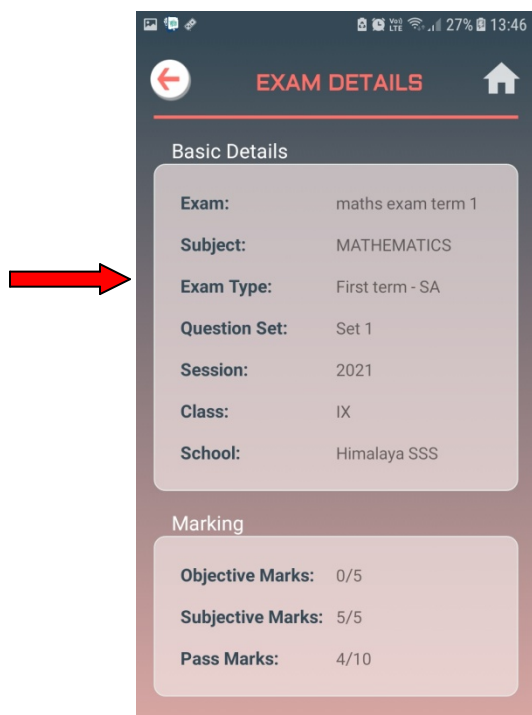 Vo)) LTE 27% 13:46
EXAM DETAILS
Basic Details
Exam: maths exam term 1
Subject: MATHEMATICS
Exam Type: First term - SA
Question Set: Set 1
Session: 2021
Class: IX
School: Himalaya SSS
Marking
Objective Marks: 0/5
Subjective Marks: 5/5
Pass Marks: 4/10